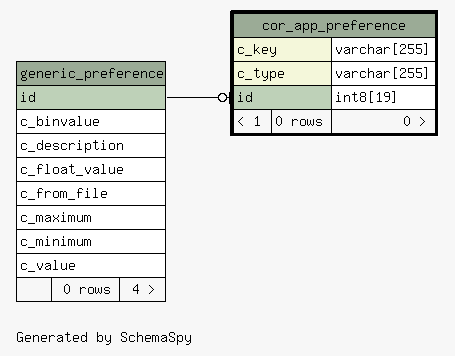 cor_app_preference
c_key varchar[255]
c_type varchar[255]
id int8[19]
< 1 0 rows 0 >
generic_preference
id
c_binvalue
c_description
c_float_value
c_from_file
c_maximum
c_minimum
c_value
0 rows 4 >
Generated by SchemaSpy